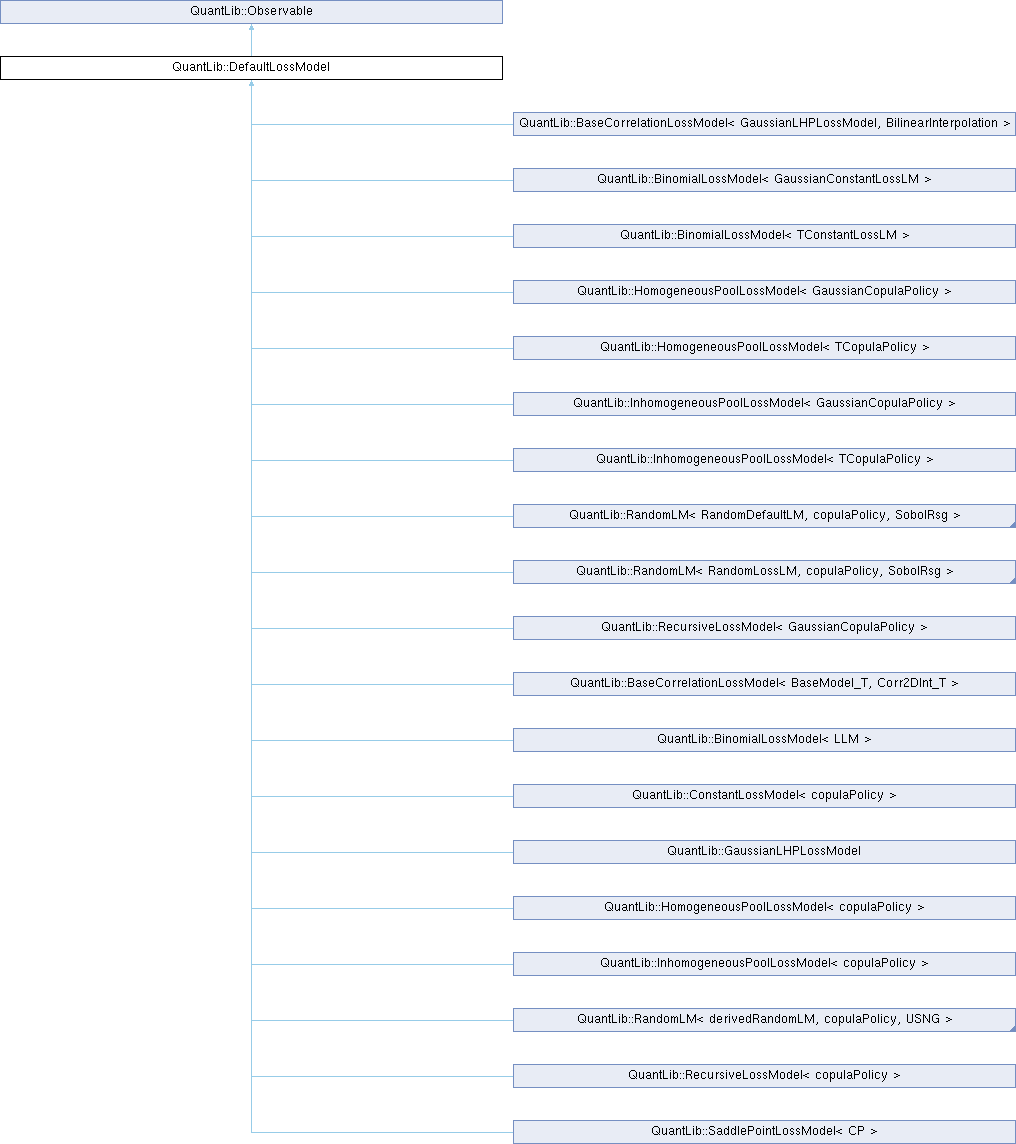 QuantLib::Observable
QuantLib::DefaultLossModel
QuantLib::BaseCorrelationLossModel< GaussianLHPLossModel, BilinearInterpolation >
QuantLib::BinomialLossModel< GaussianConstantLossLM >
QuantLib::BinomialLossModel< TConstantLossLM >
QuantLib::HomogeneousPoolLossModel< GaussianCopulaPolicy >
QuantLib::HomogeneousPoolLossModel< TCopulaPolicy >
QuantLib::InhomogeneousPoolLossModel< GaussianCopulaPolicy >
QuantLib::InhomogeneousPoolLossModel< TCopulaPolicy >
QuantLib::RandomLM< RandomDefaultLM, copulaPolicy, SobolRsg >
QuantLib::RandomLM< RandomLossLM, copulaPolicy, SobolRsg >
QuantLib::RecursiveLossModel< GaussianCopulaPolicy >
QuantLib::BaseCorrelationLossModel< BaseModel_T, Corr2DInt_T >
QuantLib::BinomialLossModel< LLM >
QuantLib::ConstantLossModel< copulaPolicy >
QuantLib::GaussianLHPLossModel
QuantLib::HomogeneousPoolLossModel< copulaPolicy >
QuantLib::InhomogeneousPoolLossModel< copulaPolicy >
QuantLib::RandomLM< derivedRandomLM, copulaPolicy, USNG >
QuantLib::RecursiveLossModel< copulaPolicy >
QuantLib::SaddlePointLossModel< CP >